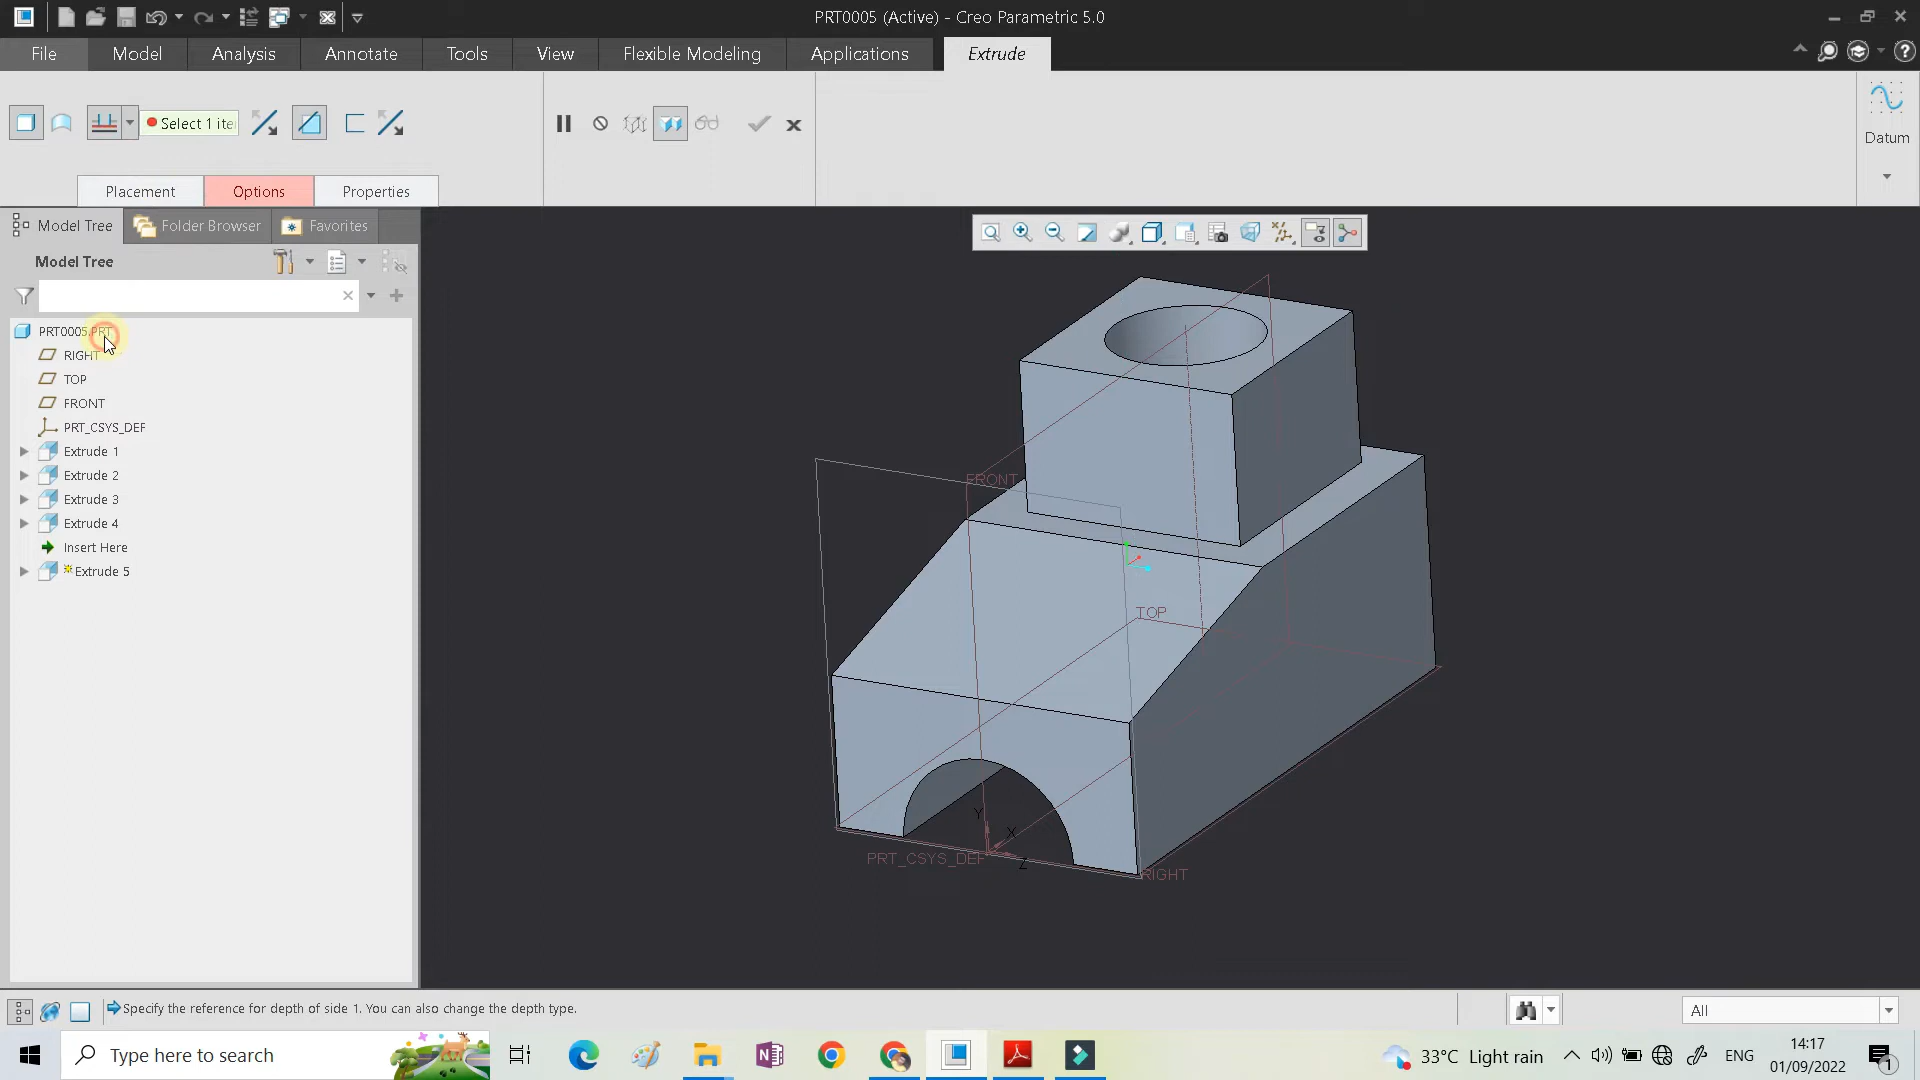 PRT0005 (Active) - Creo Parametric 5.0
File Model Analysis Annotate Tools View Flexible Modeling Applications Extrude
Select 1 ite
Datum
Placement Options Properties
Model Tree Folder Browser Favorites
Model Tree
PRT0005.PRT
RIGHT
TOP
FRONT
PRT_CSYS_DEF
Extrude 1
Extrude 2
Extrude 3
Extrude 4
Insert Here
Extrude 5
FRONT
TOP
Y
X
Z
PRT_CSYS_DEF
RIGHT
Specify the reference for depth of side 1. You can also change the depth type.
All
Type here to search
33°C Light rain
ENG
14:17
01/09/2022
1